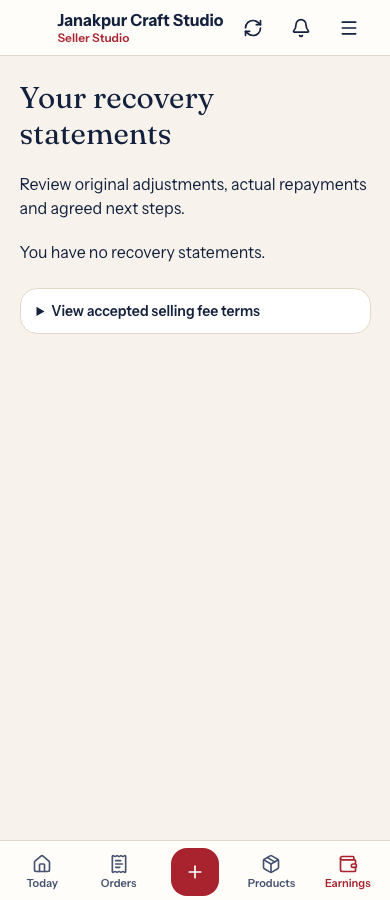 Janakpur Craft Studio
Seller Studio
Your recovery
statements
Review original adjustments, actual repayments
and agreed next steps.
You have no recovery statements.
View accepted selling fee terms
Today
Orders
Products
Earnings